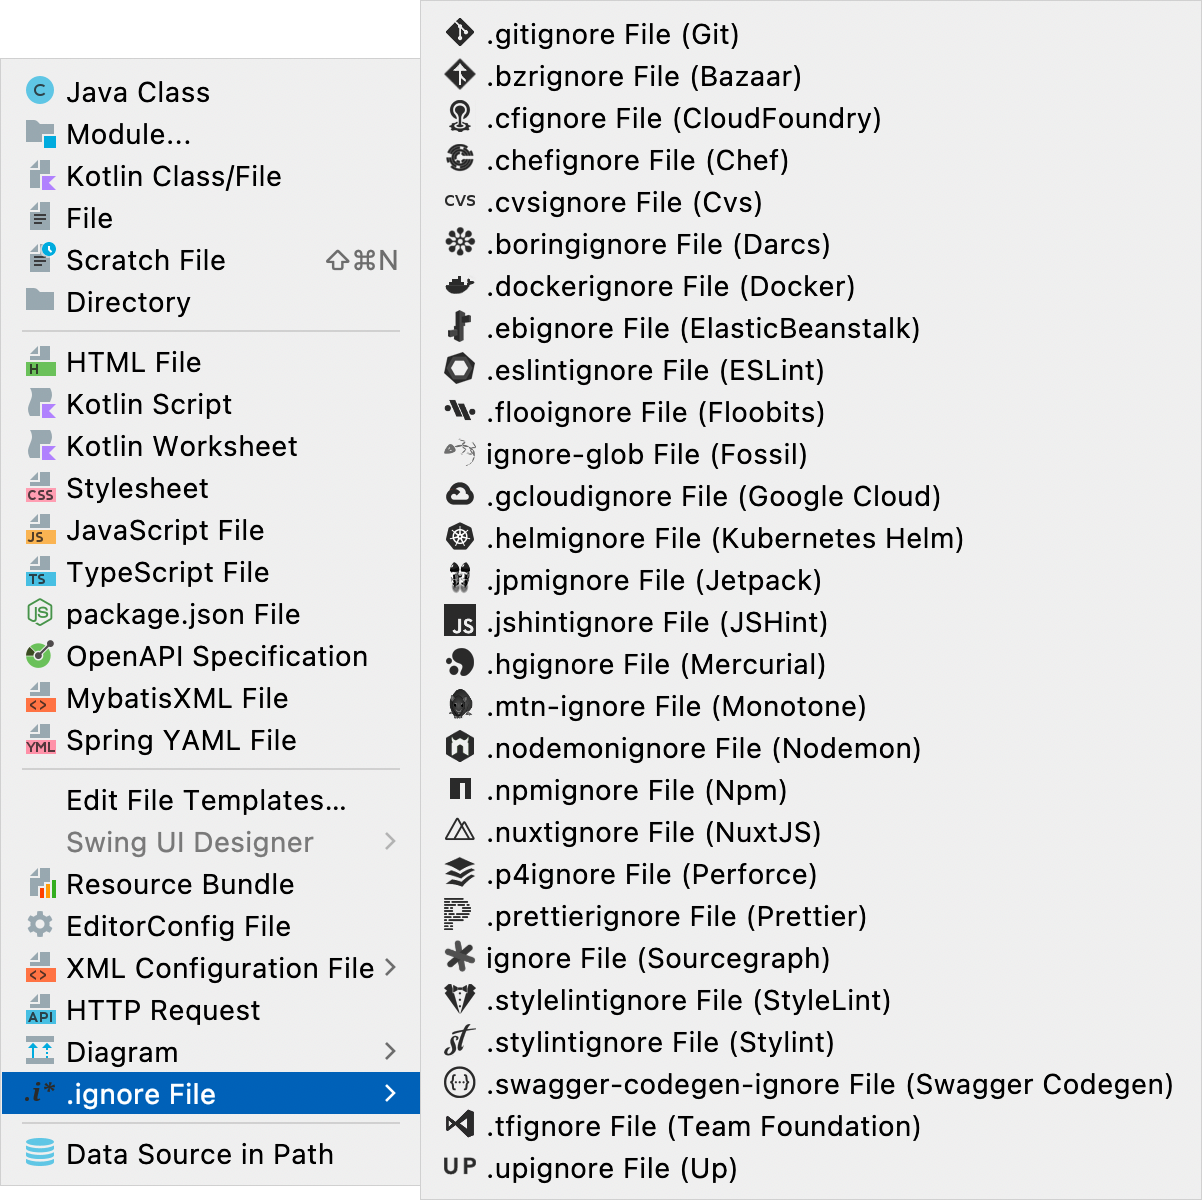 Java Class
Module...
Kotlin Class/File
File
Scratch File ⇧⌘N
Directory
HTML File
Kotlin Script
Kotlin Worksheet
Stylesheet
JavaScript File
TypeScript File
package.json File
OpenAPI Specification
MybatisXML File
Spring YAML File
Edit File Templates...
Swing UI Designer
Resource Bundle
EditorConfig File
XML Configuration File
HTTP Request
Diagram
.ignore File
Data Source in Path
.gitignore File (Git)
.bzrignore File (Bazaar)
.cfignore File (CloudFoundry)
.chefignore File (Chef)
CVS .cvsignore File (Cvs)
.boringignore File (Darcs)
.dockerignore File (Docker)
.ebignore File (ElasticBeanstalk)
.eslintignore File (ESLint)
.flooignore File (Floobits)
ignore-glob File (Fossil)
.gcloudignore File (Google Cloud)
.helmignore File (Kubernetes Helm)
.jpmignore File (Jetpack)
JS .jshintignore File (JSHint)
.hgignore File (Mercurial)
.mtn-ignore File (Monotone)
.nodemonignore File (Nodemon)
.npmignore File (Npm)
.nuxtignore File (NuxtJS)
.p4ignore File (Perforce)
.prettierignore File (Prettier)
ignore File (Sourcegraph)
.stylelintignore File (StyleLint)
.stylintignore File (Stylint)
.swagger-codegen-ignore File (Swagger Codegen)
.tfignore File (Team Foundation)
UP .upignore File (Up)